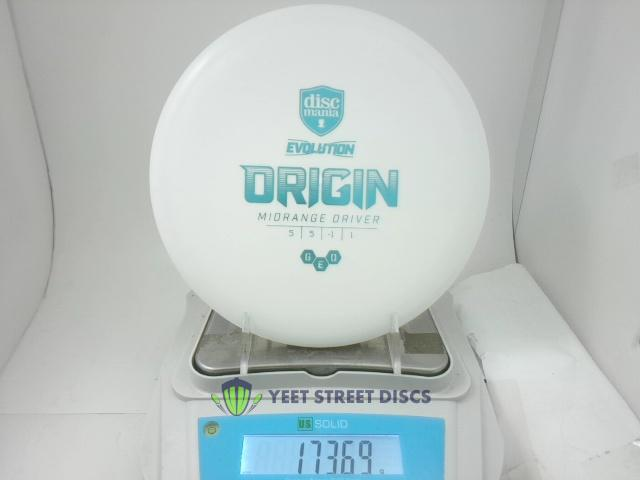 disc
mania
EVOLUTION
ORIGIN
MIDRANGE DRIVER
5 | 5 | -1 | 1
G E O
YEET STREET DISCS
US SOLID
173.69 g